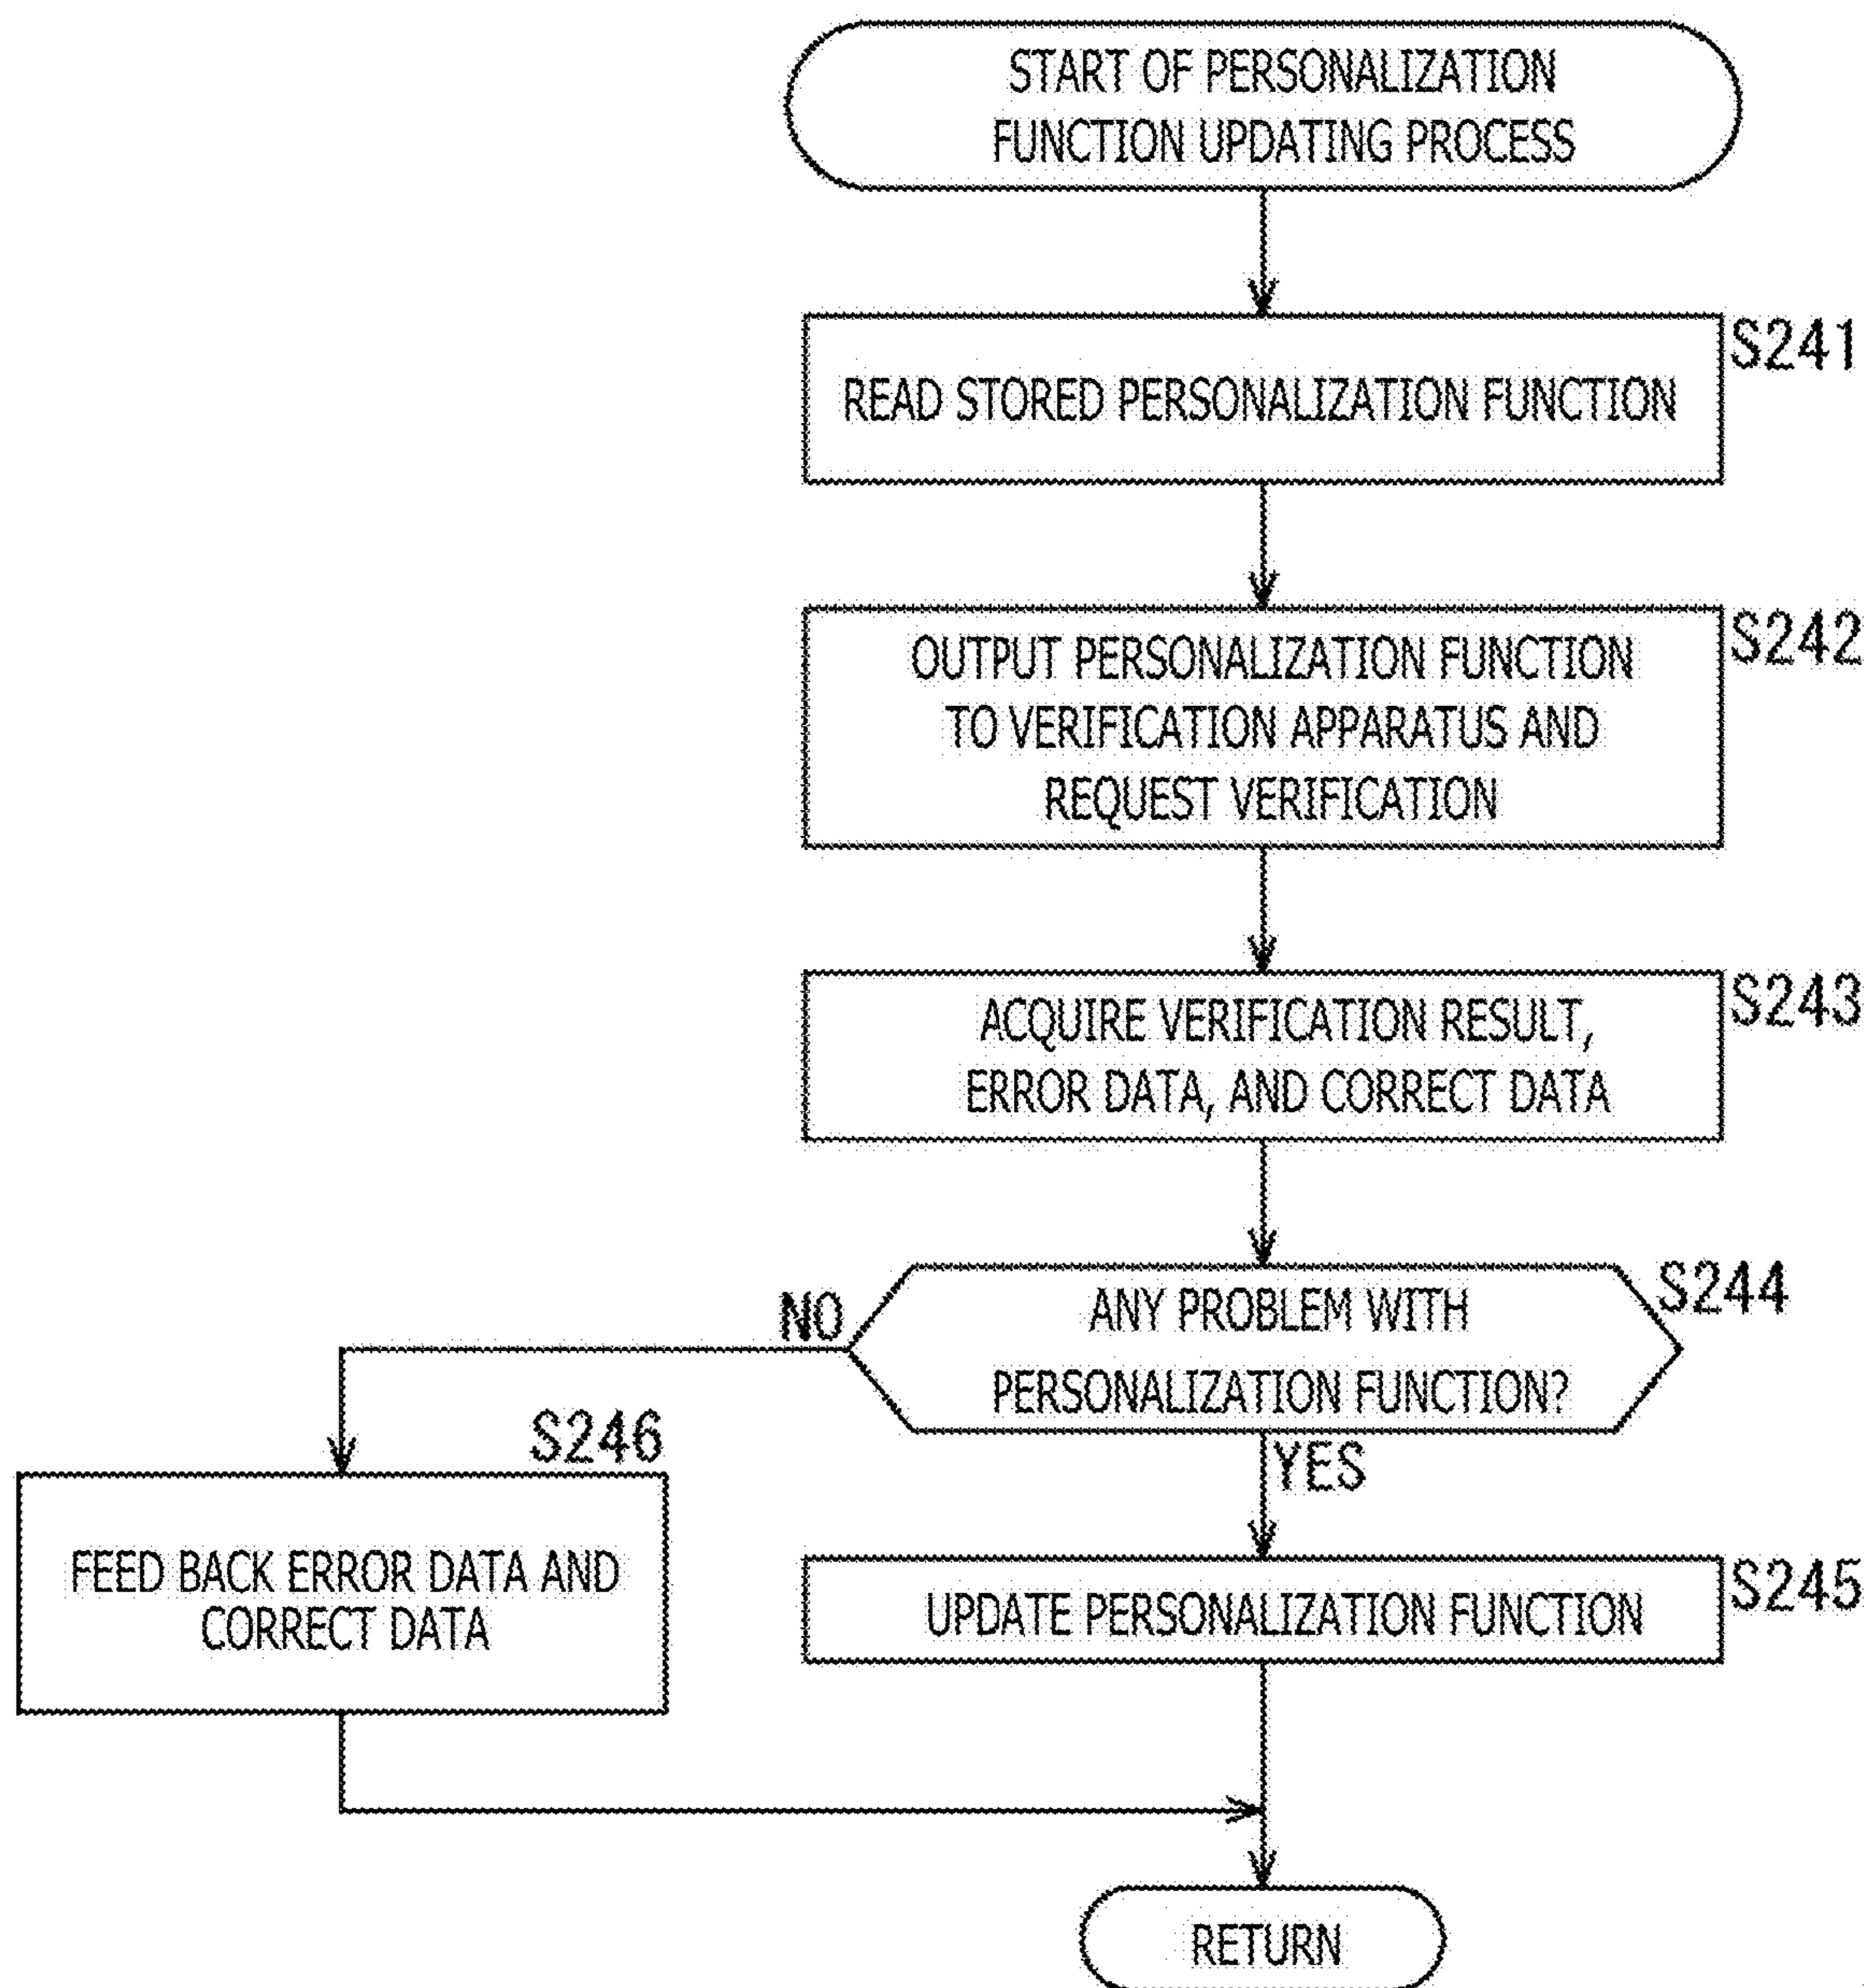 START OF PERSONALIZATION
FUNCTION UPDATING PROCESS
S241
READ STORED PERSONALIZATION FUNCTION
S242
OUTPUT PERSONALIZATION FUNCTION
TO VERIFICATION APPARATUS AND
REQUEST VERIFICATION
S243
ACQUIRE VERIFICATION RESULT,
ERROR DATA, AND CORRECT DATA
S244
ANY PROBLEM WITH
PERSONALIZATION FUNCTION?
NO
YES
S246
FEED BACK ERROR DATA AND
CORRECT DATA
S245
UPDATE PERSONALIZATION FUNCTION
RETURN